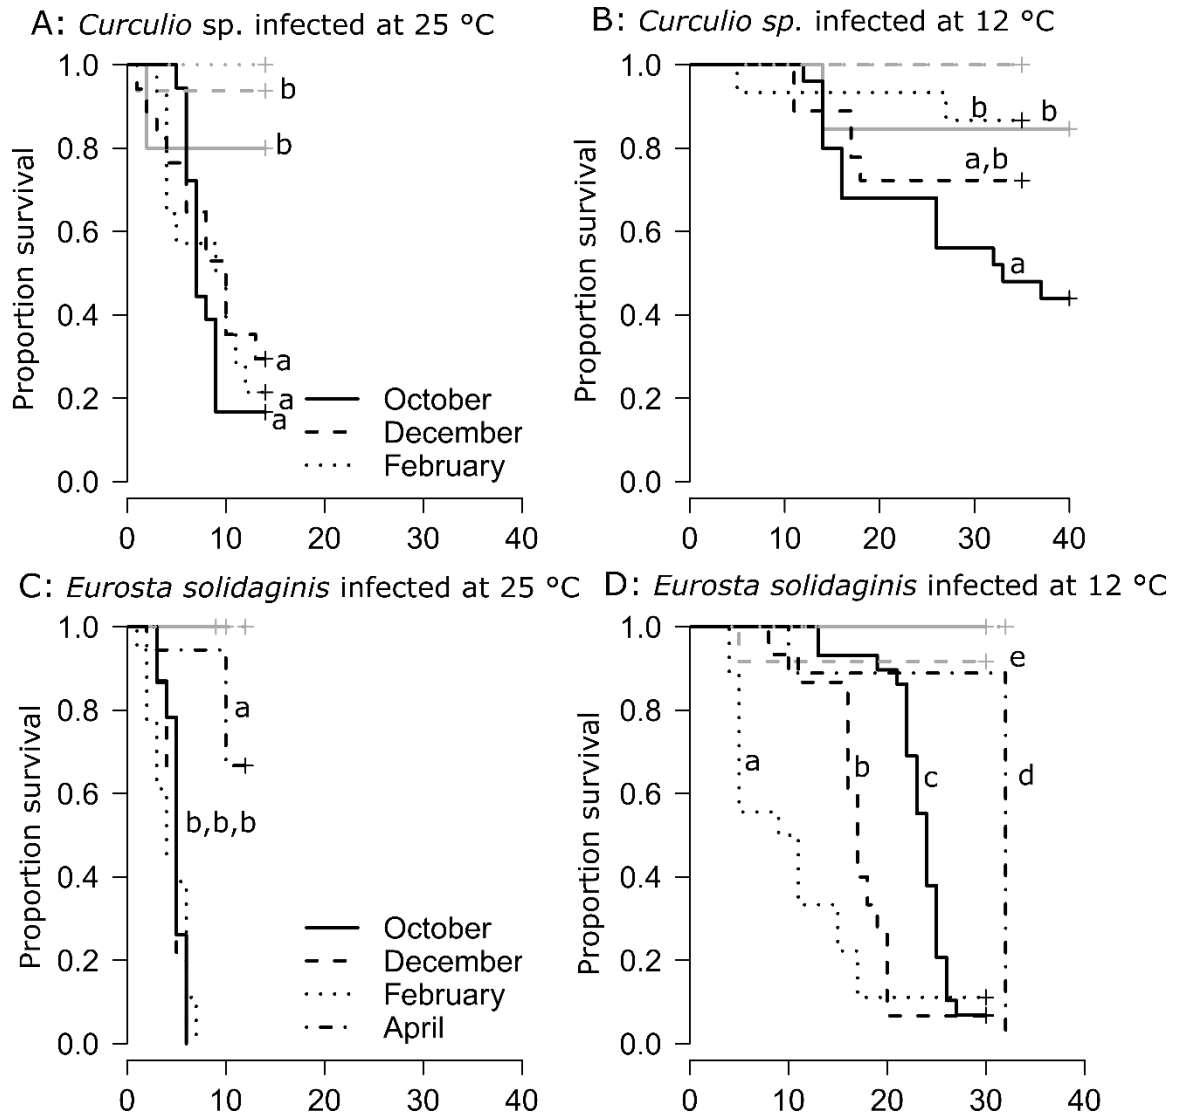 A: Curculio sp. infected at 25 °C
B: Curculio sp. infected at 12 °C
Proportion survival
1.0
0.8
0.6
0.4
0.2
0.0
b
b
a
a
a
October
December
February
0 10 20 30 40
Proportion survival
1.0
0.8
0.6
0.4
0.2
0.0
b
b
a,b
a
0 10 20 30 40
C: Eurosta solidaginis infected at 25 °C
D: Eurosta solidaginis infected at 12 °C
Proportion survival
1.0
0.8
0.6
0.4
0.2
0.0
a
b,b,b
October
December
February
April
0 10 20 30 40
Proportion survival
1.0
0.8
0.6
0.4
0.2
0.0
e
a
b
c
d
0 10 20 30 40